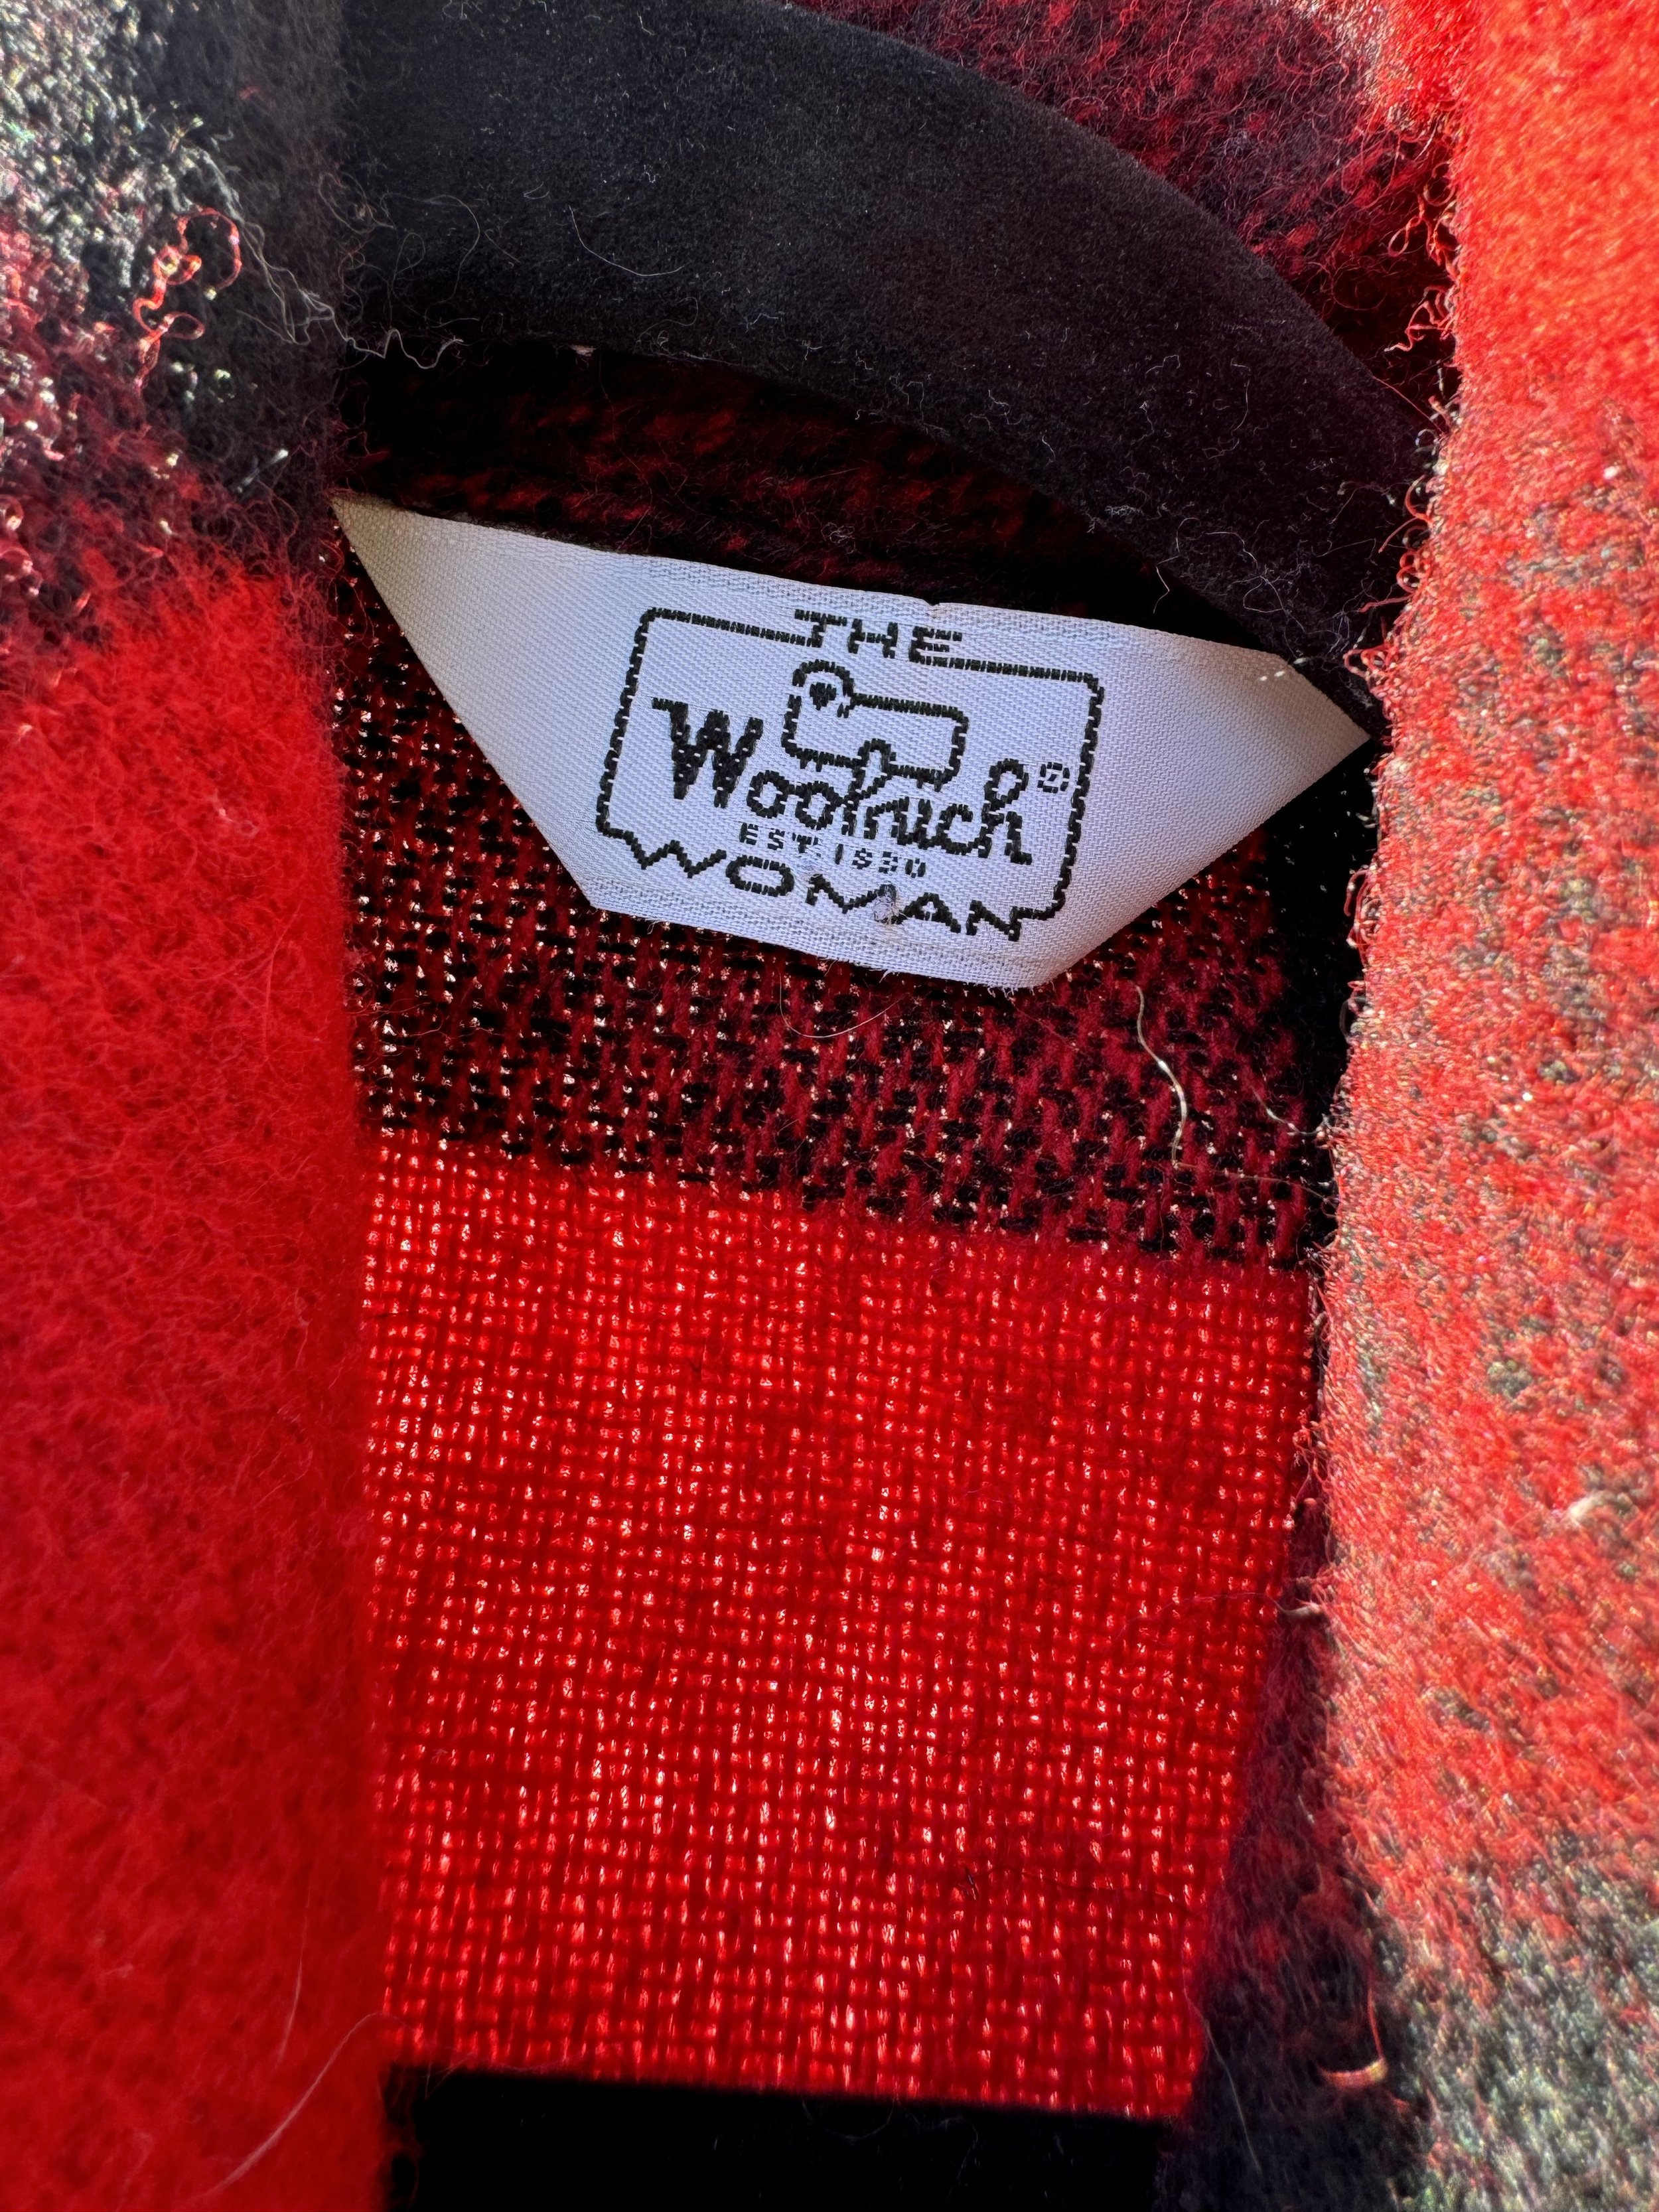 THE
Woolrich®
EST. 1830
WOMAN